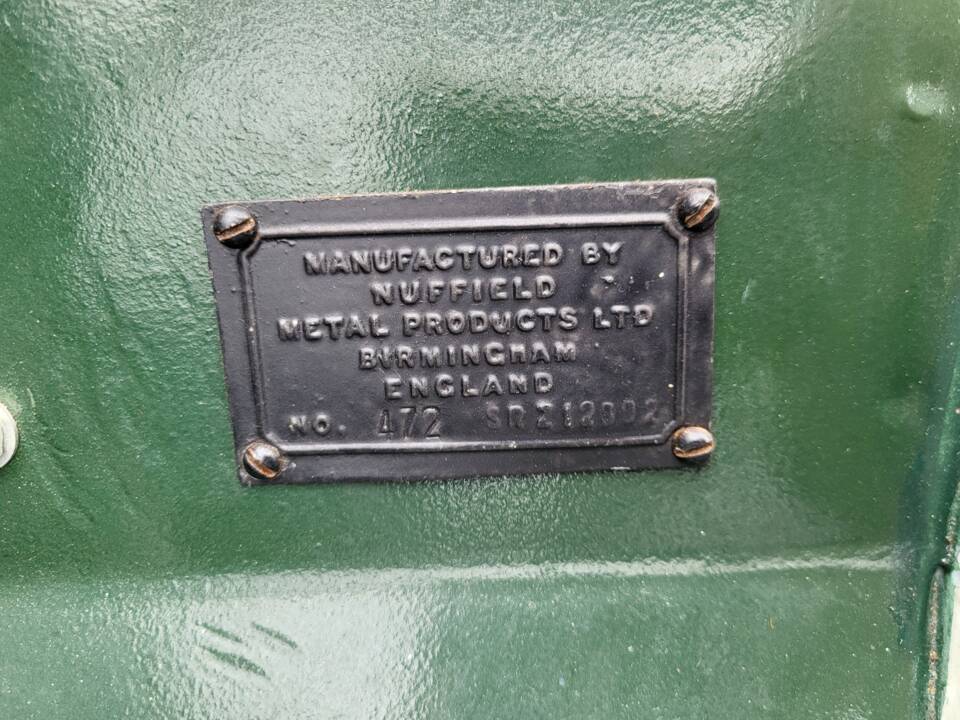 MANUFACTURED BY
NUFFIELD
METAL PRODUCTS LTD
BIRMINGHAM
ENGLAND
NO. 472